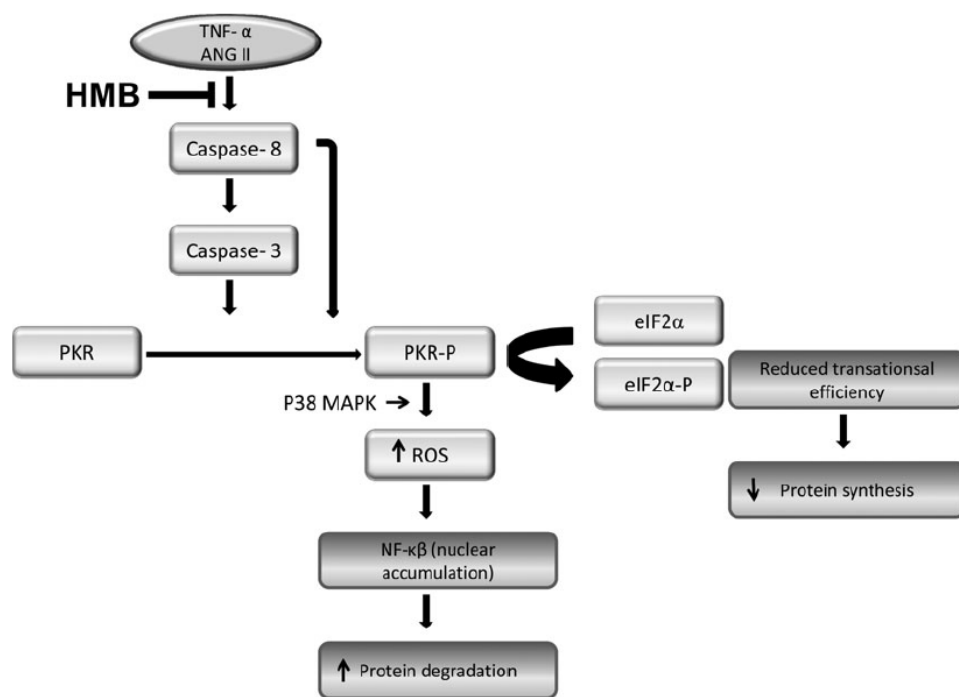 TNF- α
ANG II
HMB
Caspase- 8
Caspase- 3
PKR
PKR-P
eIF2α
eIF2α-P
Reduced transationsal
efficiency
P38 MAPK →
↑ ROS
↓ Protein synthesis
NF-κβ (nuclear
accumulation)
↑ Protein degradation